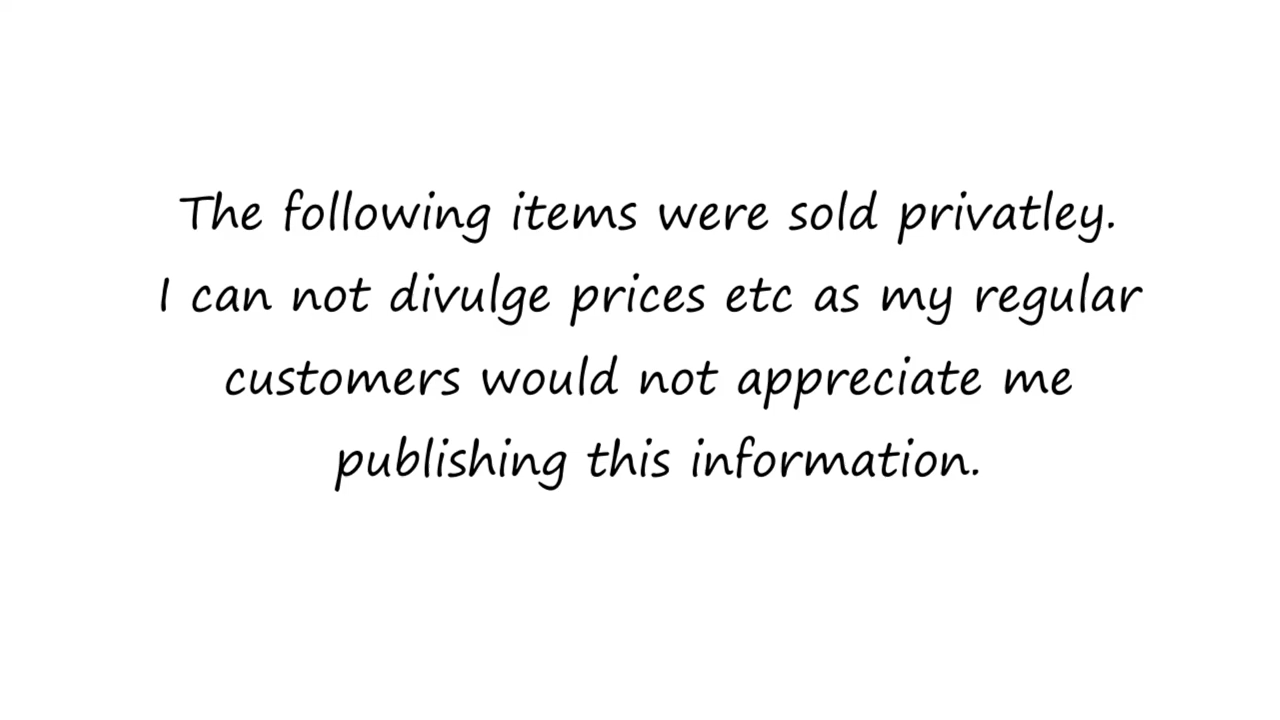 The following items were sold privatley.
I can not divulge prices etc as my regular
customers would not appreciate me
publishing this information.